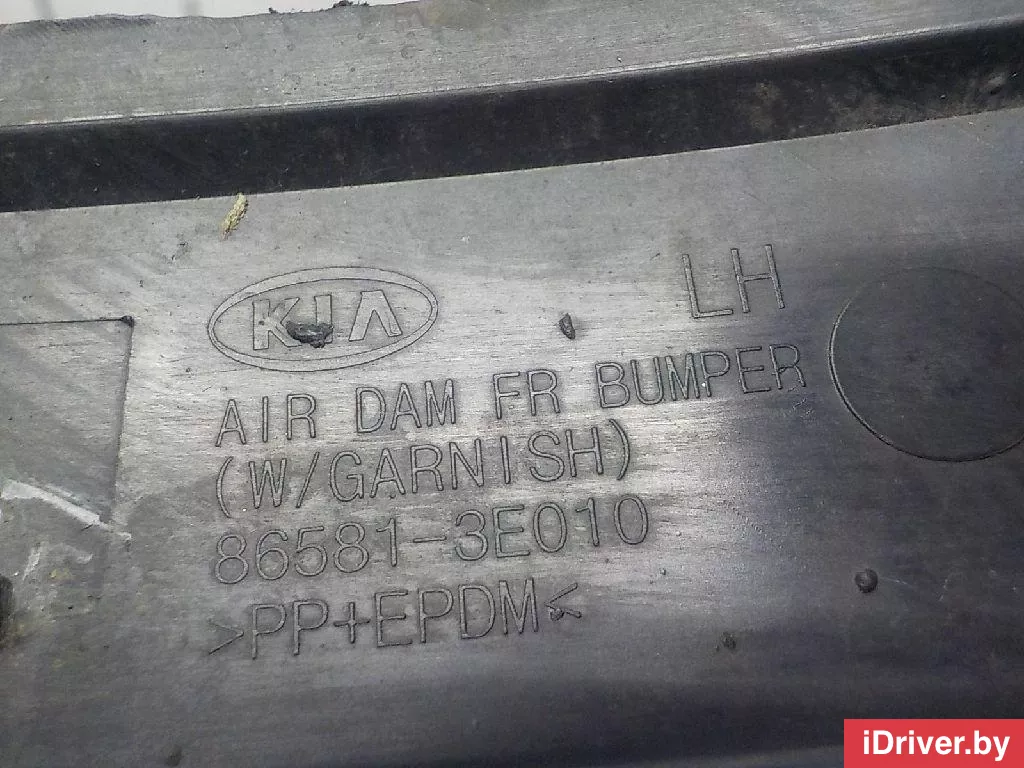 KIA
LH
AIR DAM FR BUMPER
(W/GARNISH)
86581-3E010
>PP+EPDM<
iDriver.by